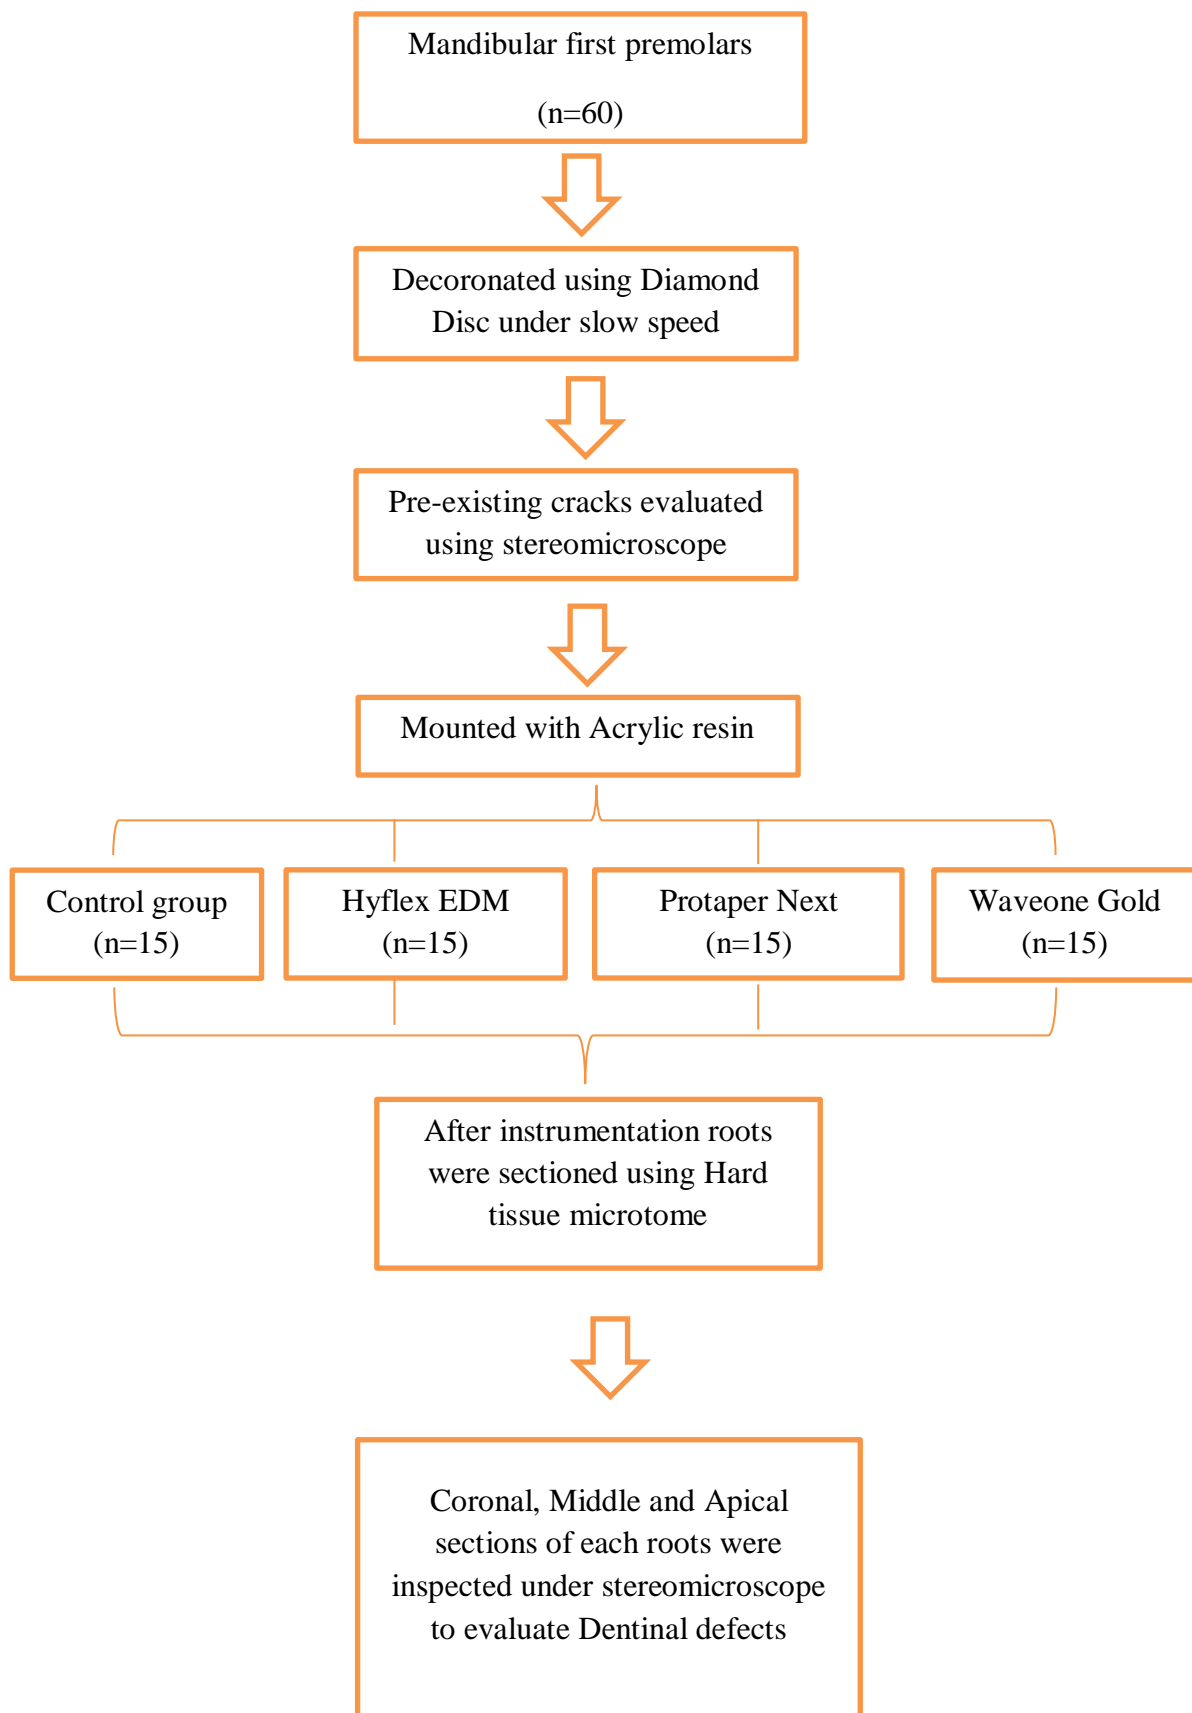 Mandibular first premolars
(n=60)
Decoronated using Diamond
Disc under slow speed
Pre-existing cracks evaluated
using stereomicroscope
Mounted with Acrylic resin
Control group
(n=15)
Hyflex EDM
(n=15)
Protaper Next
(n=15)
Waveone Gold
(n=15)
After instrumentation roots
were sectioned using Hard
tissue microtome
Coronal, Middle and Apical
sections of each roots were
inspected under stereomicroscope
to evaluate Dentinal defects